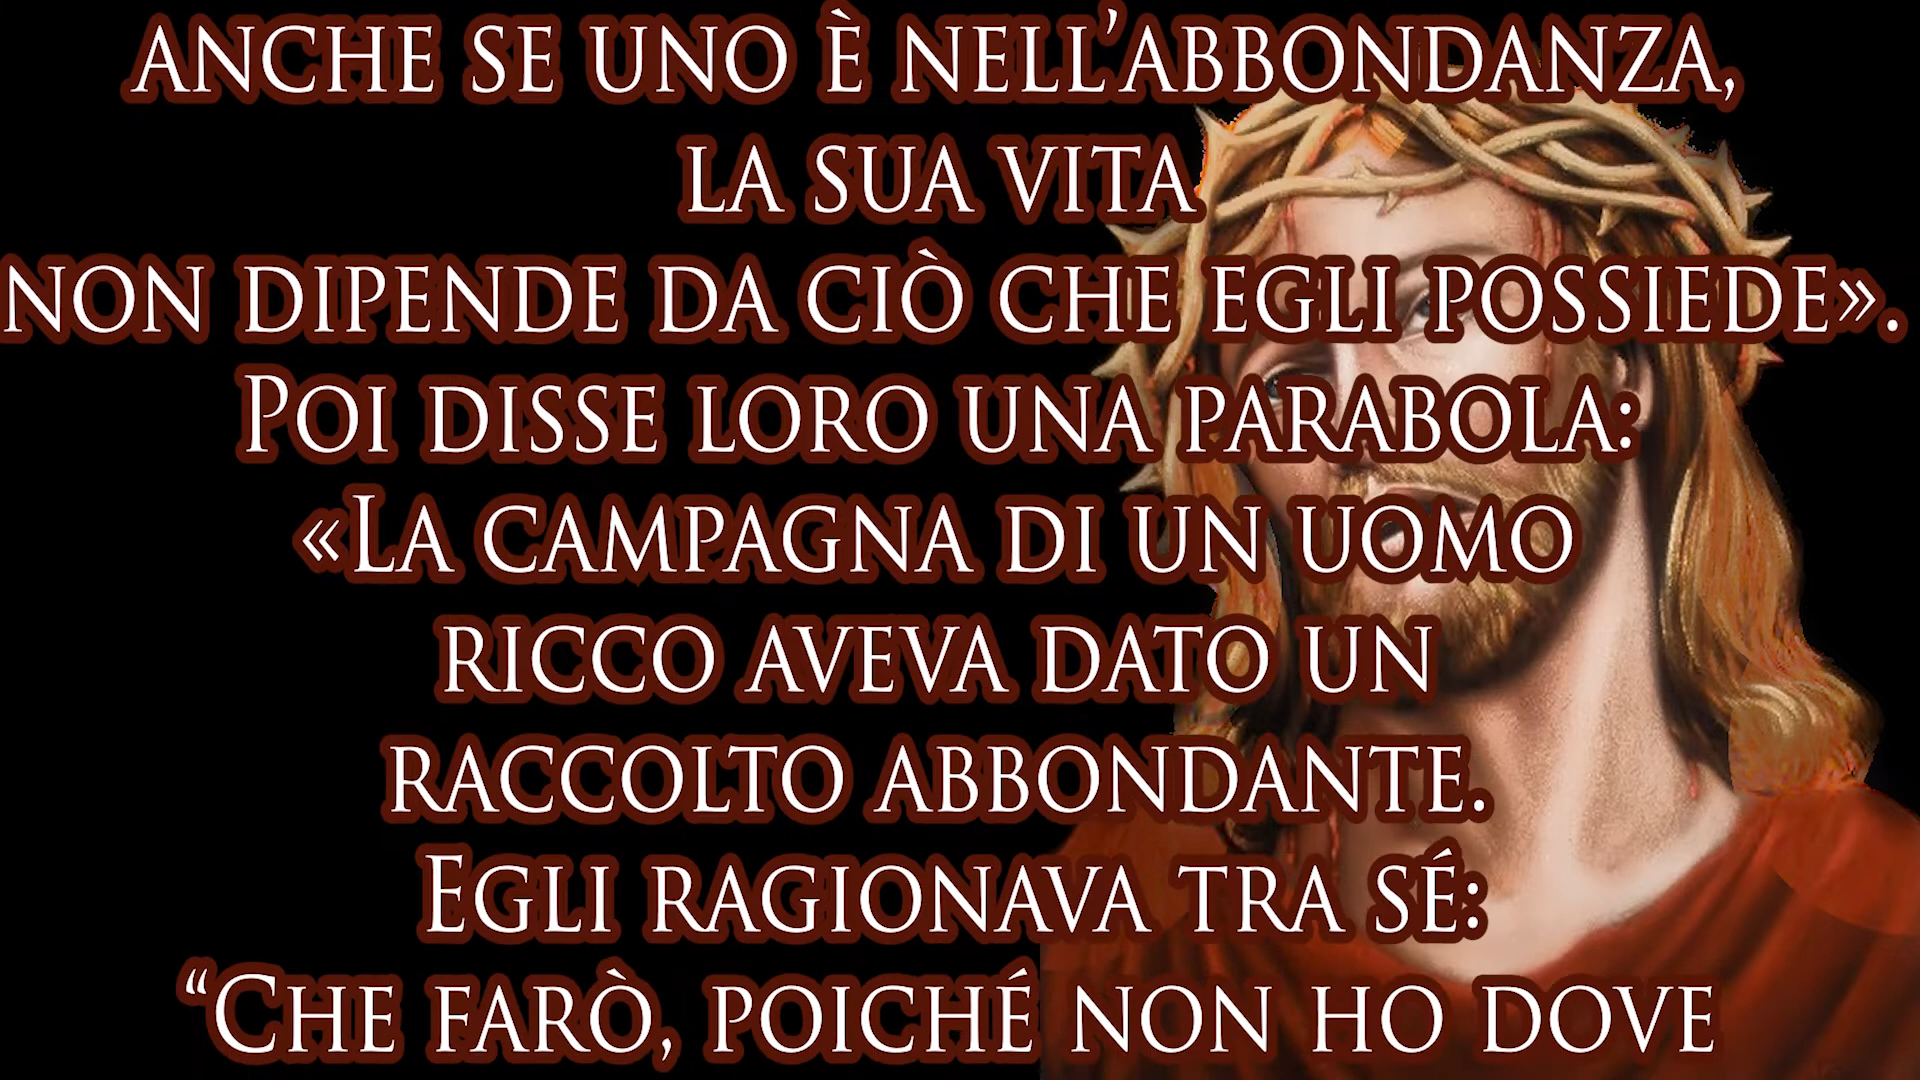 ANCHE SE UNO È NELL’ABBONDANZA,
LA SUA VITA
NON DIPENDE DA CIÒ CHE EGLI POSSIEDE».
POI DISSE LORO UNA PARABOLA:
«LA CAMPAGNA DI UN UOMO
RICCO AVEVA DATO UN
RACCOLTO ABBONDANTE.
EGLI RAGIONAVA TRA SÉ:
“CHE FARÒ, POICHÉ NON HO DOVE